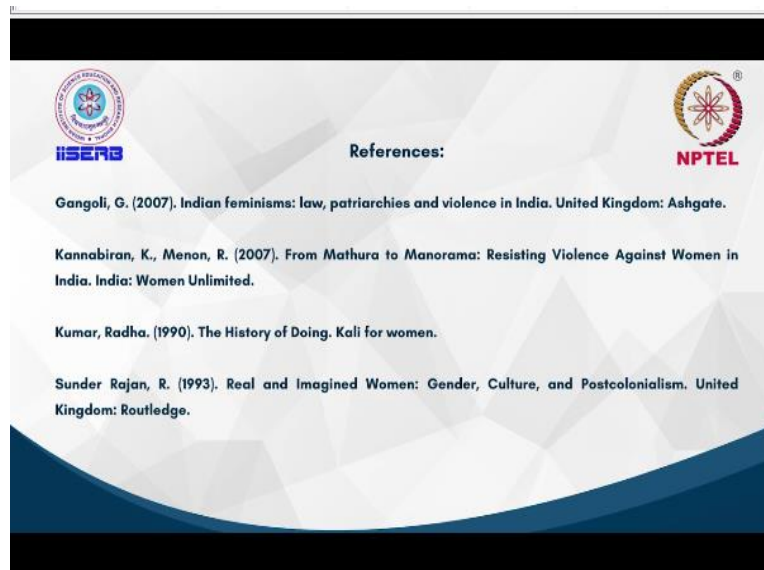 IISERB
References:
NPTEL
Gangoli, G. (2007). Indian feminisms: law, patriarchies and violence in India. United Kingdom: Ashgate.
Kannabiran, K., Menon, R. (2007). From Mathura to Manorama: Resisting Violence Against Women in
India. India: Women Unlimited.
Kumar, Radha. (1990). The History of Doing. Kali for women.
Sunder Rajan, R. (1993). Real and Imagined Women: Gender, Culture, and Postcolonialism. United
Kingdom: Routledge.